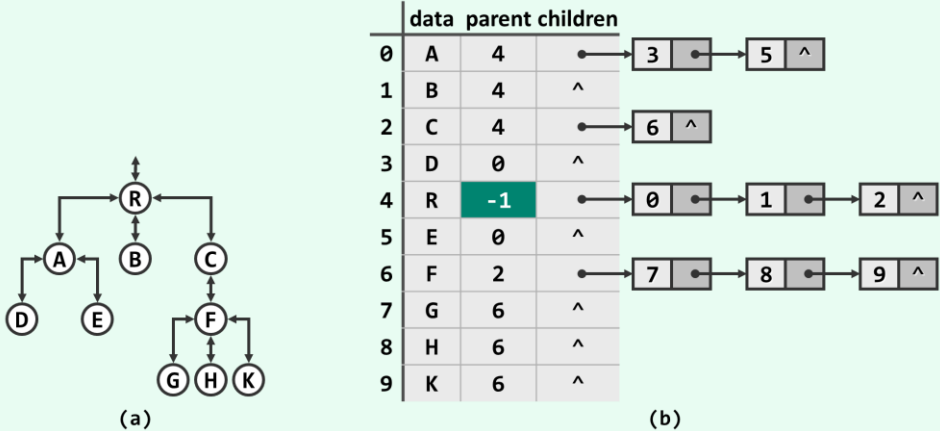 data parent children
0 A 4 3 5 ^
1 B 4 ^
2 C 4 6 ^
3 D 0 ^
4 R -1 0 1 2 ^
5 E 0 ^
6 F 2 7 8 9 ^
7 G 6 ^
8 H 6 ^
9 K 6 ^
R
A B C
D E F
G H K
(a) (b)